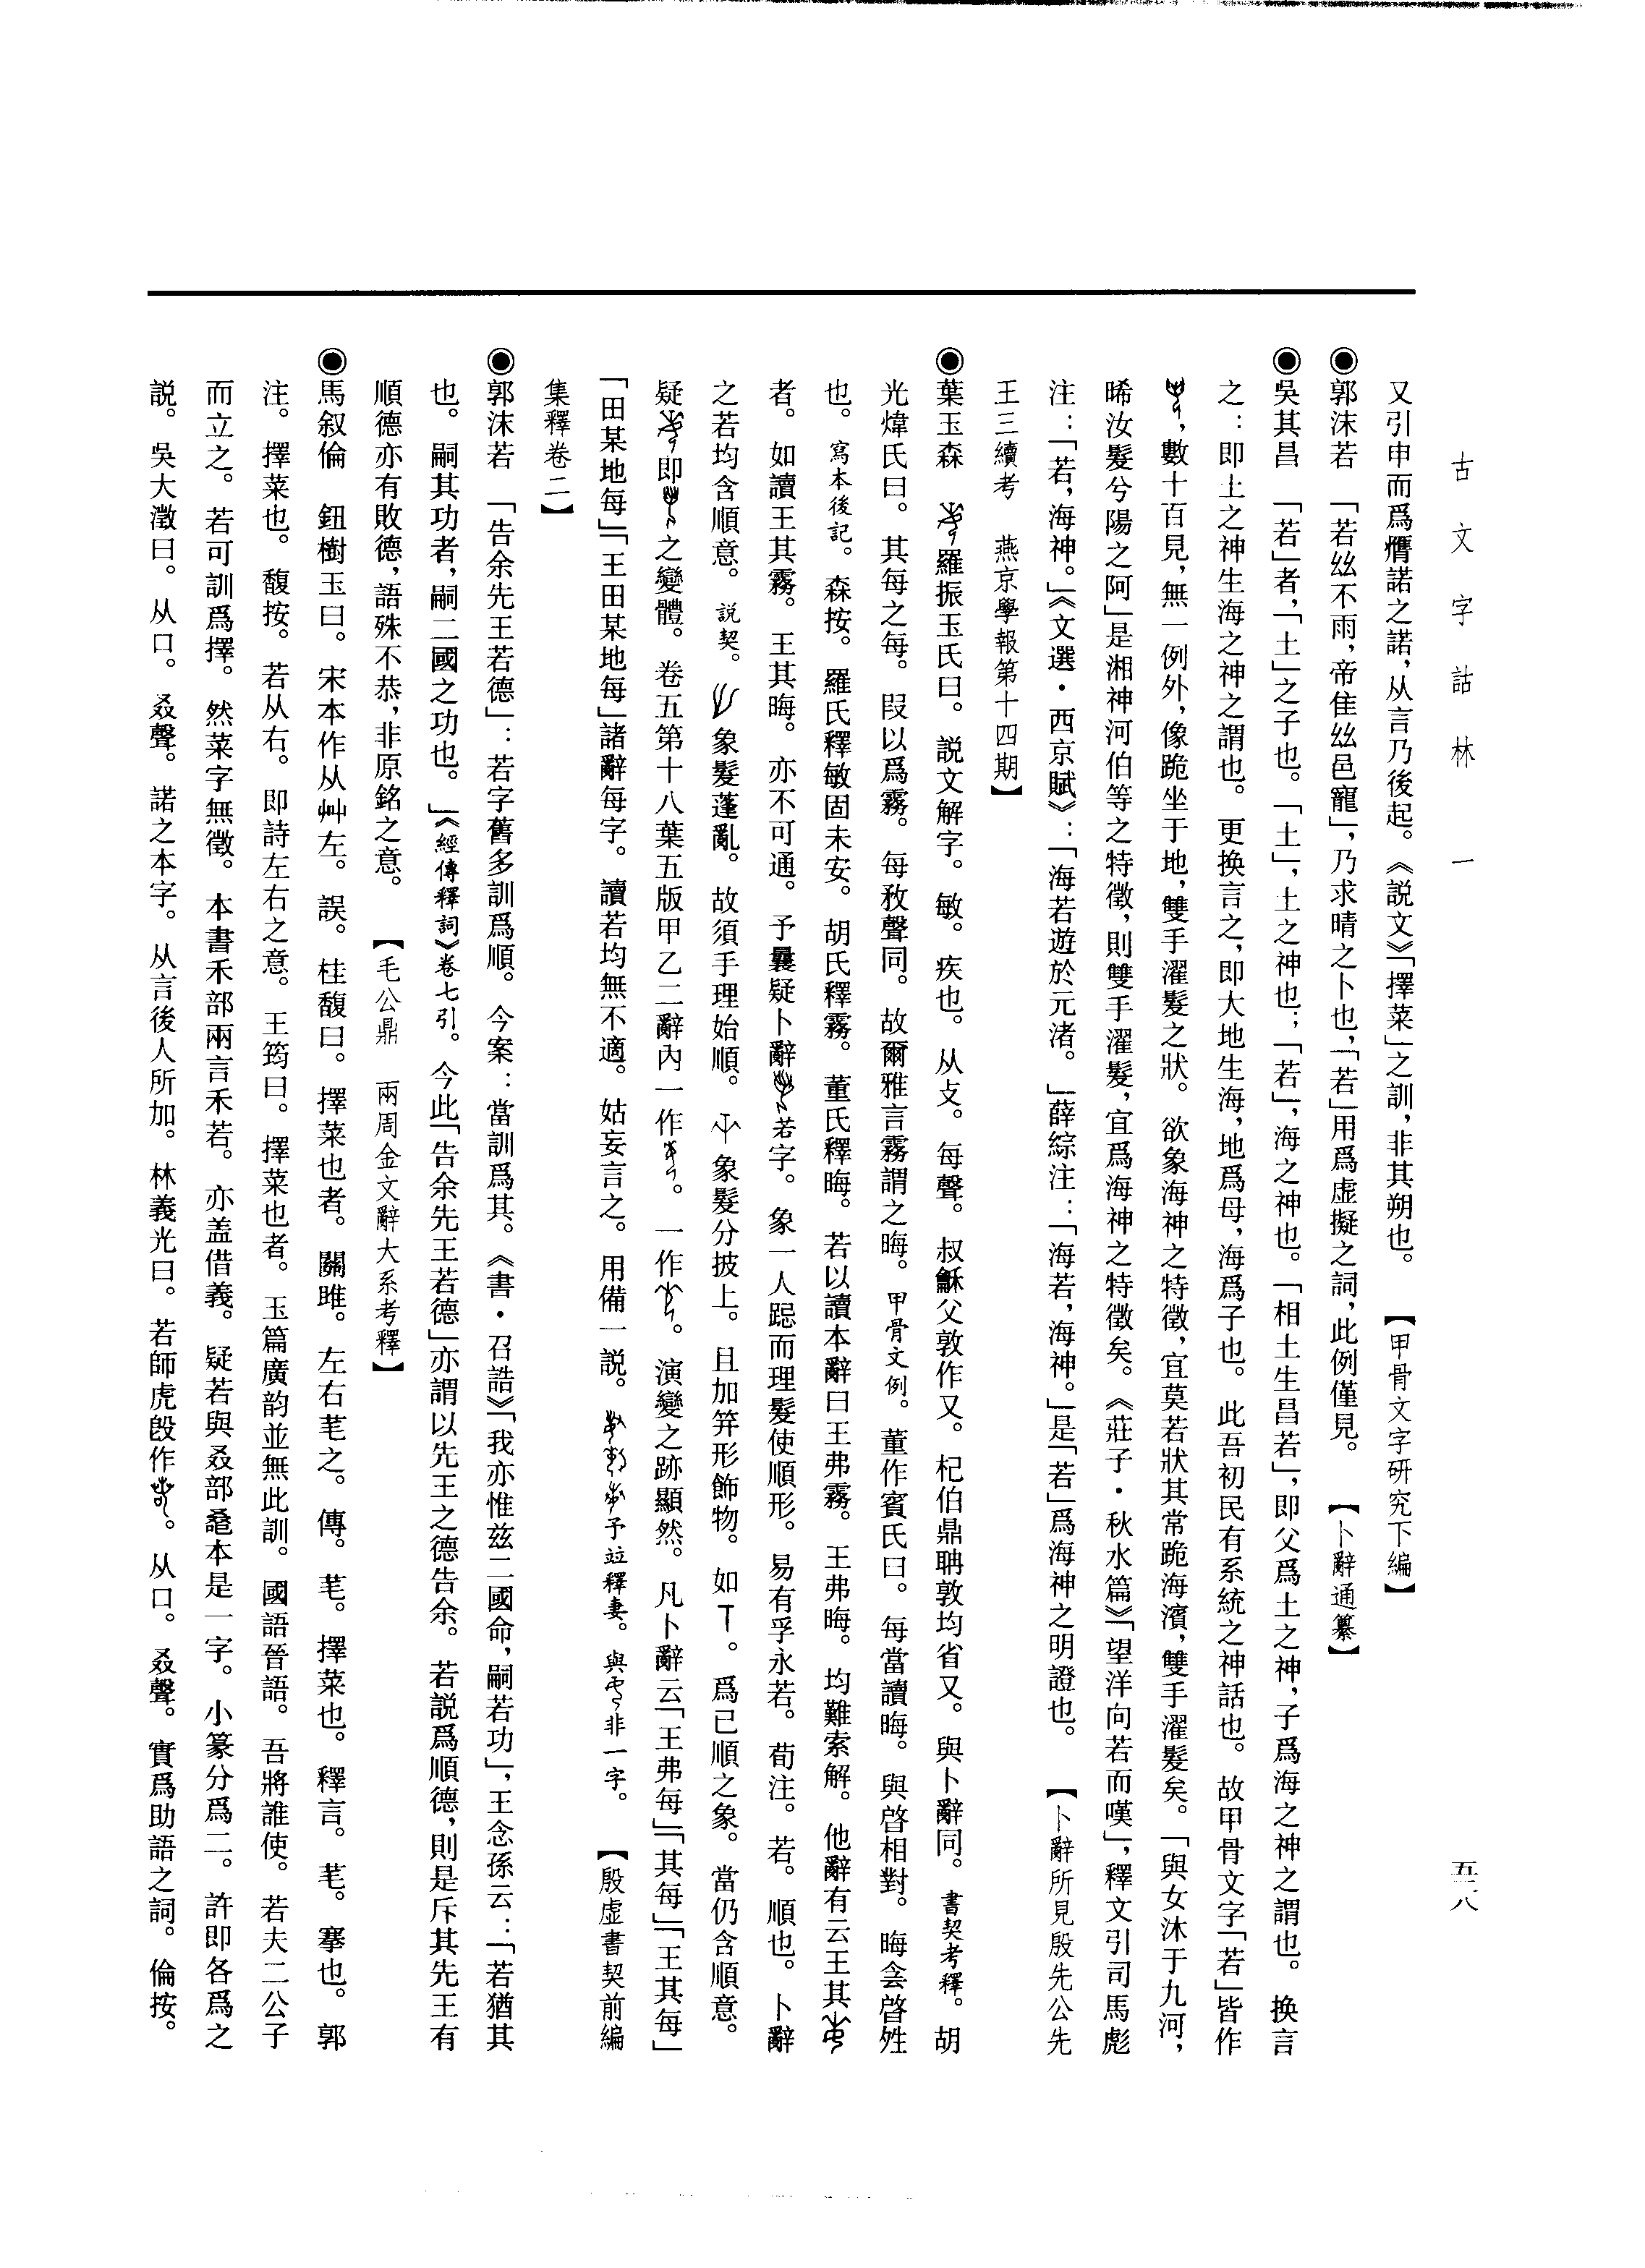 古文字詁林 一
五三八
又引申而爲慣諾之諾，从言乃後起。《説文》「擇菜」之訓，非其朔也。 【甲骨文字研究下編】
◉郭沫若 「若𢆶不雨，帝隹𢆶邑寵」，乃求晴之卜也，「若」用爲虚擬之詞，此例僅見。 【卜辭通纂】
◉吳其昌 「若」者，「土」之子也。「土」，土之神也；「若」，海之神也。「相土生昌若」，即父爲土之神，子爲海之神之謂也。 换言
之：即土之神生海之神之謂也。更换言之，即大地生海，地爲母，海爲子也。此吾初民有系統之神話也。故甲骨文字「若」皆作
，數十百見，無一例外，像跪坐于地，雙手濯髮之狀。欲象海神之特徵，宜莫若狀其常跪海濱，雙手濯髮矣。「與女沐于九河，
晞汝髮兮陽之阿」是湘神河伯等之特徵，則雙手濯髮，宜爲海神之特徵矣。《莊子·秋水篇》「望洋向若而嘆」，釋文引司馬彪
注：「若，海神。」《文選·西京賦》：「海若遊於元渚。」薛綜注：「海若，海神。」是「若」爲海神之明證也。 【卜辭所見殷先公先
王三續考 燕京學報第十四期】
◉葉玉森 羅振玉氏曰。説文解字。敏。疾也。从攴。每聲。叔龢父敦作又。杞伯鼎聃敦均省又。與卜辭同。書契考釋。胡
光煒氏曰。其每之每。叚以爲霧。每敄聲同。故爾雅言霧謂之晦。甲骨文例。董作賓氏曰。每當讀晦。與啓相對。晦㑹啓姓
也。寫本後記。森按。羅氏釋敏固未安。胡氏釋霧。董氏釋晦。若以讀本辭曰王弗霧。王弗晦。均難索解。他辭有云王其
者。如讀王其霧。王其晦。亦不可通。予曩疑卜辭若字。象一人跽而理髮使順形。易有孚永若。荀注。若。順也。卜辭
之若均含順意。説契。象髮蓬亂。故須手理始順。象髮分披上。且加笄形飾物。如。爲已順之象。當仍含順意。
疑即之變體。卷五第十八葉五版甲乙二辭内一作。一作。演變之跡顯然。凡卜辭云「王弗每」「其每」「王其每」
「田某地每」「王田某地每」諸辭每字。讀若均無不適。姑妄言之。用備一説。予竝釋妻。與非一字。 【殷虚書契前編
集釋卷二】
◉郭沫若 「告余先王若德」：若字舊多訓爲順。今案：當訓爲其。《書·召誥》「我亦惟兹二國命，嗣若功」，王念孫云：「若猶其
也。嗣其功者，嗣二國之功也。」《經傳釋詞》卷七引。今此「告余先王若德」亦謂以先王之德告余。若説爲順德，則是斥其先王有
順德亦有敗德，語殊不恭，非原銘之意。 【毛公鼎 兩周金文辭大系考釋】
◉馬叙倫 鈕樹玉曰。宋本作从艸左。誤。桂馥曰。擇菜也者。關雎。左右芼之。傳。芼。擇菜也。釋言。芼。搴也。郭
注。擇菜也。馥按。若从右。即詩左右之意。王筠曰。擇菜也者。玉篇廣韵並無此訓。國語晉語。吾將誰使。若夫二公子
而立之。若可訓爲擇。然菜字無徵。本書禾部兩言禾若。亦盖借義。疑若與叒部𦱡本是一字。小篆分爲二。許即各爲之
説。吳大澂曰。从口。叒聲。諾之本字。从言後人所加。林義光曰。若師虎𣪘作。从口。叒聲。實爲助語之詞。倫按。